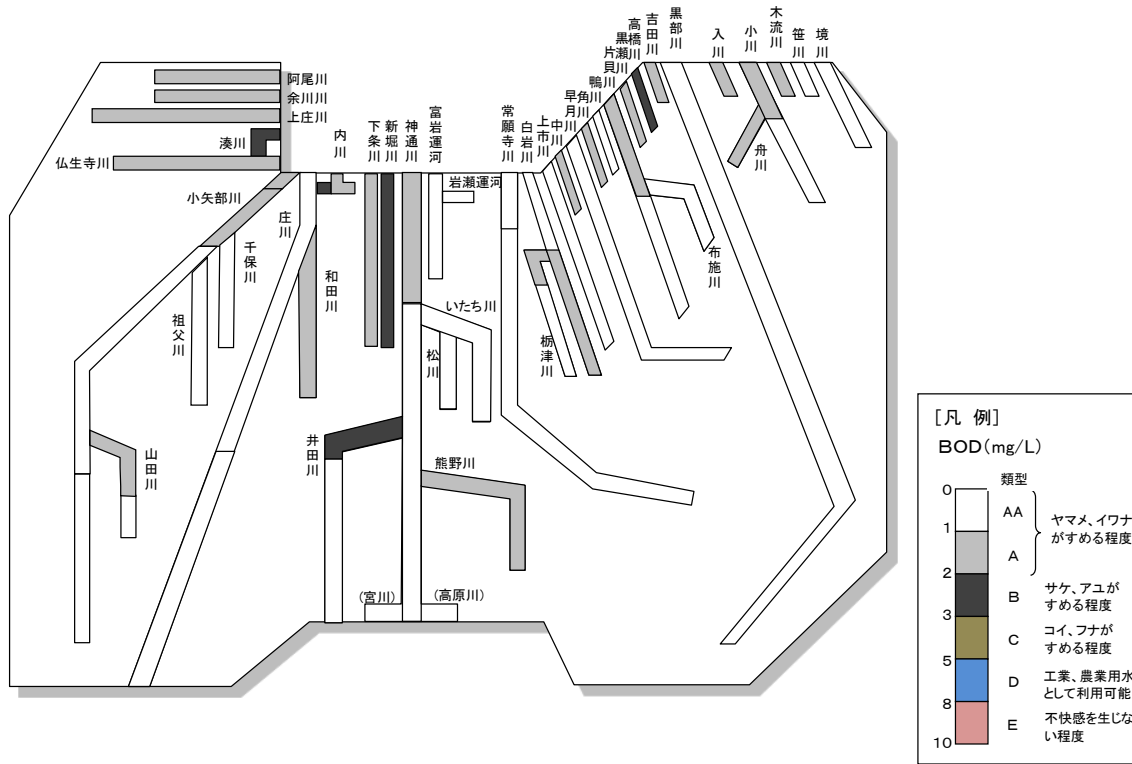 阿尾川
余川川
上庄川
湊川
仏生寺川
小矢部川
千保川
祖父川
山田川
庄川
和田川
内川
下条川
新堀川
神通川
富岩運河
岩瀬運河
いたち川
松川
井田川
熊野川
(宮川)
(高原川)
常願寺川
白岩川
栃津川
上市川
中川
早月川
角川
鴨川
片貝川
布施川
黒瀬川
高橋川
吉田川
黒部川
入川
小川
舟川
木流川
笹川
境川
[凡 例]
BOD(mg/L)
類型
0
AA
1
A
ヤマメ、イワナ
がすめる程度
2
B
サケ、アユが
すめる程度
3
C
コイ、フナが
すめる程度
5
D
工業、農業用水
として利用可能
8
E
不快感を生じな
い程度
10